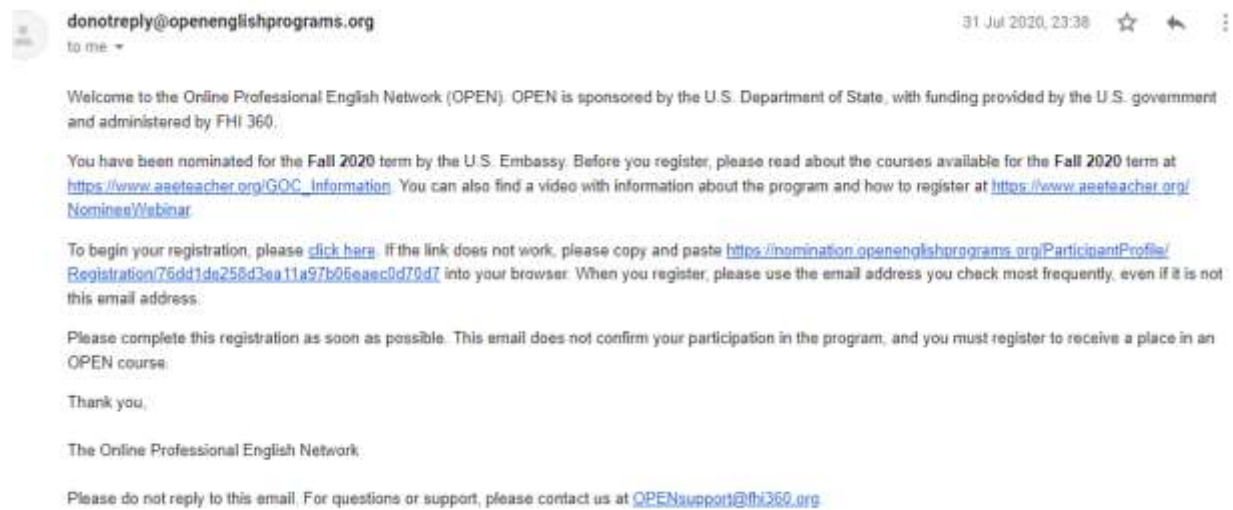 donotreply@openenglishprograms.org
31 Jul 2020, 23:38
to me
Welcome to the Online Professional English Network (OPEN). OPEN is sponsored by the U.S. Department of State, with funding provided by the U.S. government
and administered by FHI 360.
You have been nominated for the Fall 2020 term by the U.S. Embassy. Before you register, please read about the courses available for the Fall 2020 term at
https://www.aeeteacher.org/GOC_Information. You can also find a video with information about the program and how to register at https://www.aeeteacher.org/
NomineeWebinar.
To begin your registration, please click here. If the link does not work, please copy and paste https://nomination.openenglishprograms.org/ParticipantProfile/
Registration/76dd1de258d3ea11a97b06eaec0d70d7 into your browser. When you register, please use the email address you check most frequently, even if it is not
this email address.
Please complete this registration as soon as possible. This email does not confirm your participation in the program, and you must register to receive a place in an
OPEN course.
Thank you,
The Online Professional English Network
Please do not reply to this email. For questions or support, please contact us at OPENsupport@fhi360.org.